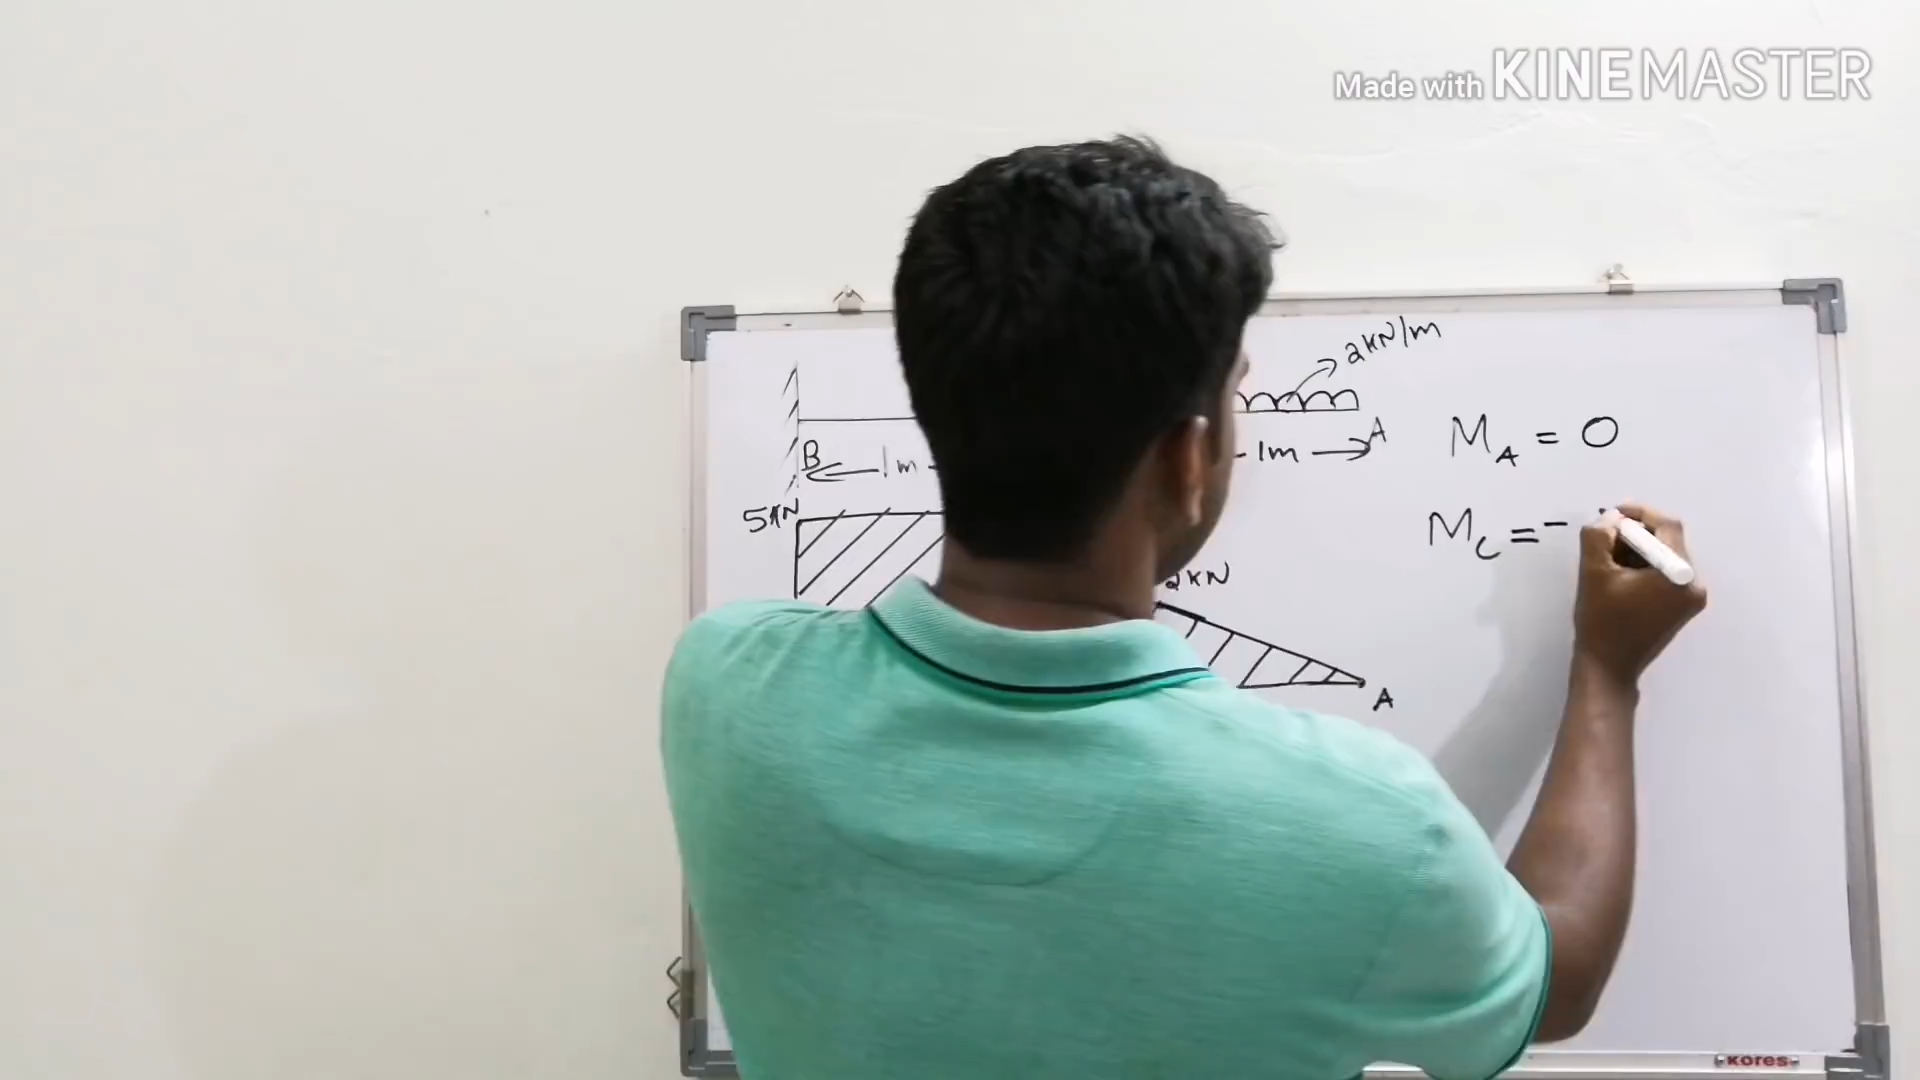 Made with KINEMASTER
2KN/m
B
1m
1m
A
M_A = 0
5KN
M_C = -
2KN
A
KORES